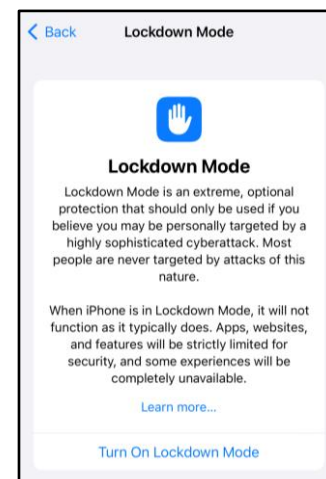 Back
Lockdown Mode
Lockdown Mode
Lockdown Mode is an extreme, optional
protection that should only be used if you
believe you may be personally targeted by a
highly sophisticated cyberattack. Most
people are never targeted by attacks of this
nature.
When iPhone is in Lockdown Mode, it will not
function as it typically does. Apps, websites,
and features will be strictly limited for
security, and some experiences will be
completely unavailable.
Learn more...
Turn On Lockdown Mode